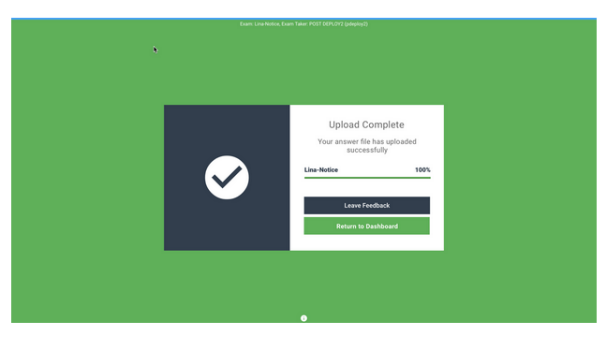 Exam: Lina-Notice, Exam Taker: POST DEPLOY2 (pdeploy2)
Upload Complete
Your answer file has uploaded
successfully
Lina-Notice 100%
Leave Feedback
Return to Dashboard